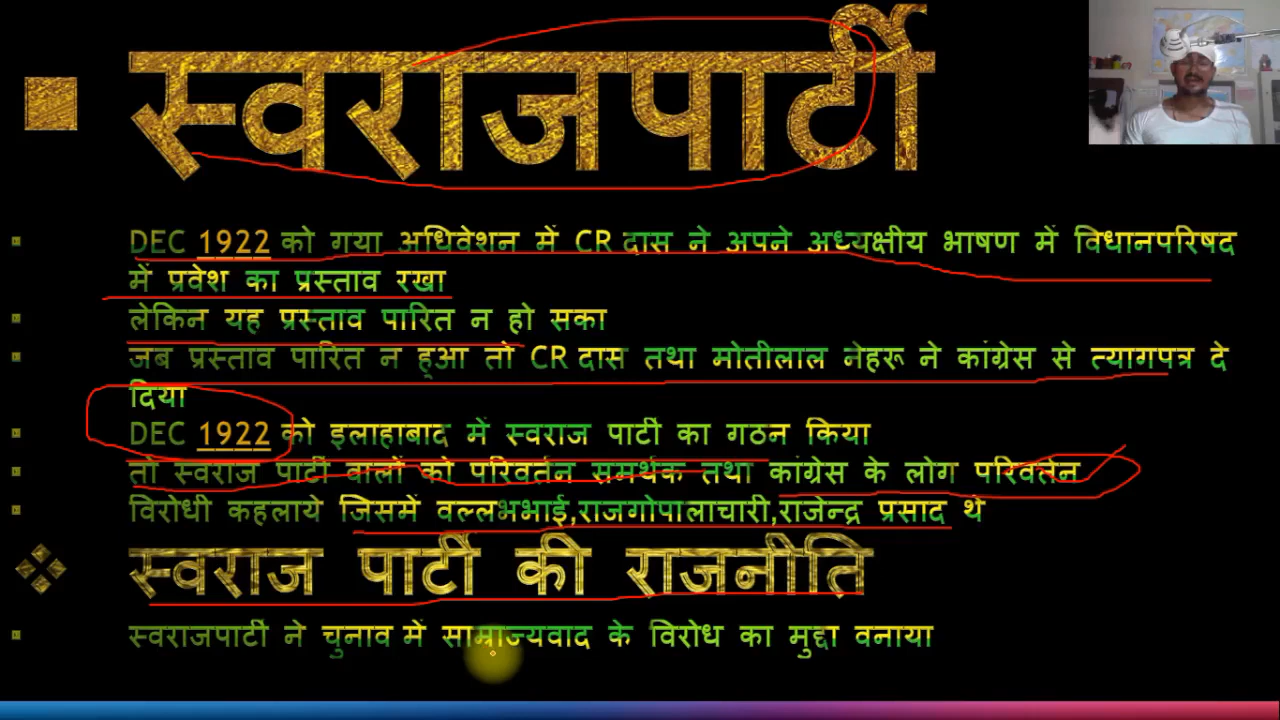 स्वराजपार्टी
DEC 1922 को गया अधिवेशन में CR दास ने अपने अध्यक्षीय भाषण में विधानपरिषद
में प्रवेश का प्रस्ताव रखा
लेकिन यह प्रस्ताव पारित न हो सका
जब प्रस्ताव पारित न हुआ तो CR दास तथा मोतीलाल नेहरू ने कांग्रेस से त्यागपत्र दे
दिया
DEC 1922 को इलाहाबाद में स्वराज पार्टी का गठन किया
तो स्वराज पार्टी वालों को परिवर्तन समर्थक तथा कांग्रेस के लोग परिवर्तन
विरोधी कहलाये जिसमें वल्लभभाई,राजगोपालाचारी,राजेन्द्र प्रसाद थे
स्वराज पार्टी की राजनीति
स्वराजपार्टी ने चुनाव में साम्राज्यवाद के विरोध का मुद्दा वनाया